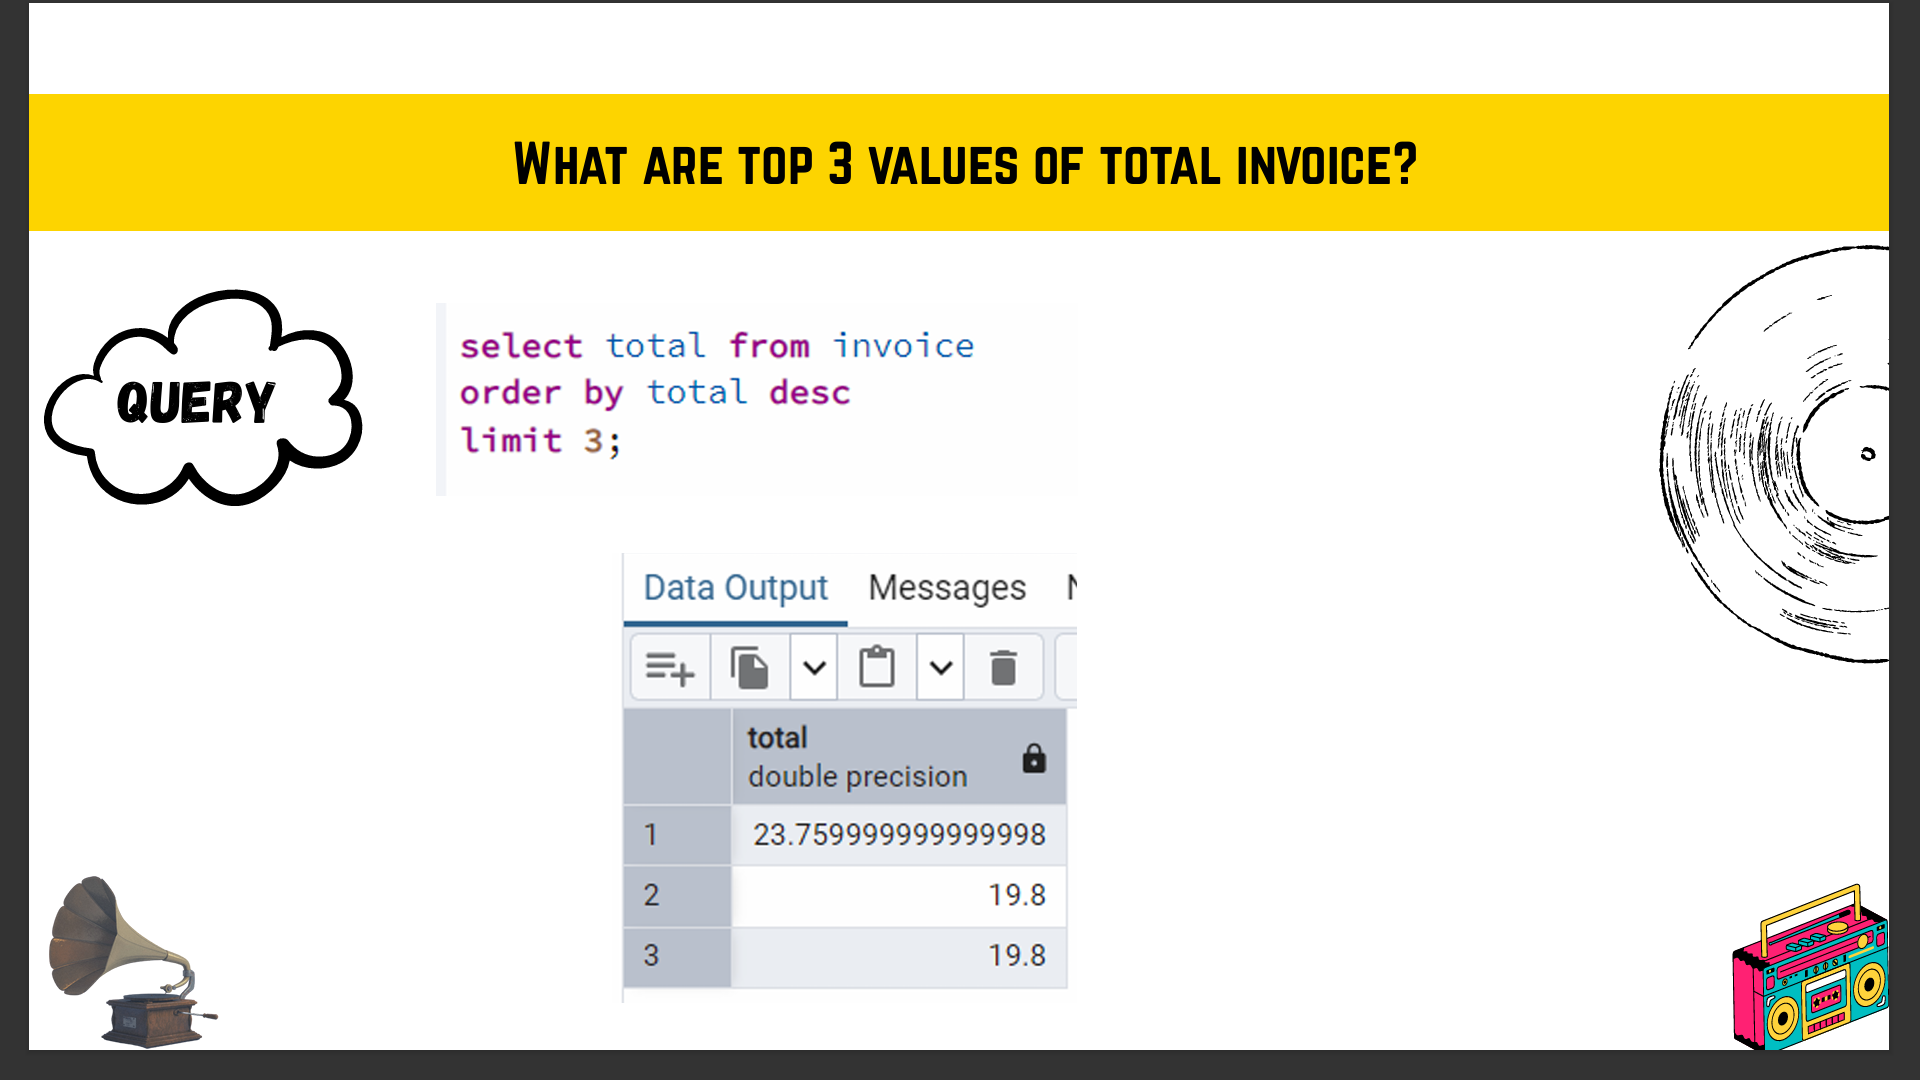 What are top 3 values of total invoice?
QUERY
select total from invoice
order by total desc
limit 3;
Data Output Messages
total
double precision
1 23.759999999999998
2 19.8
3 19.8